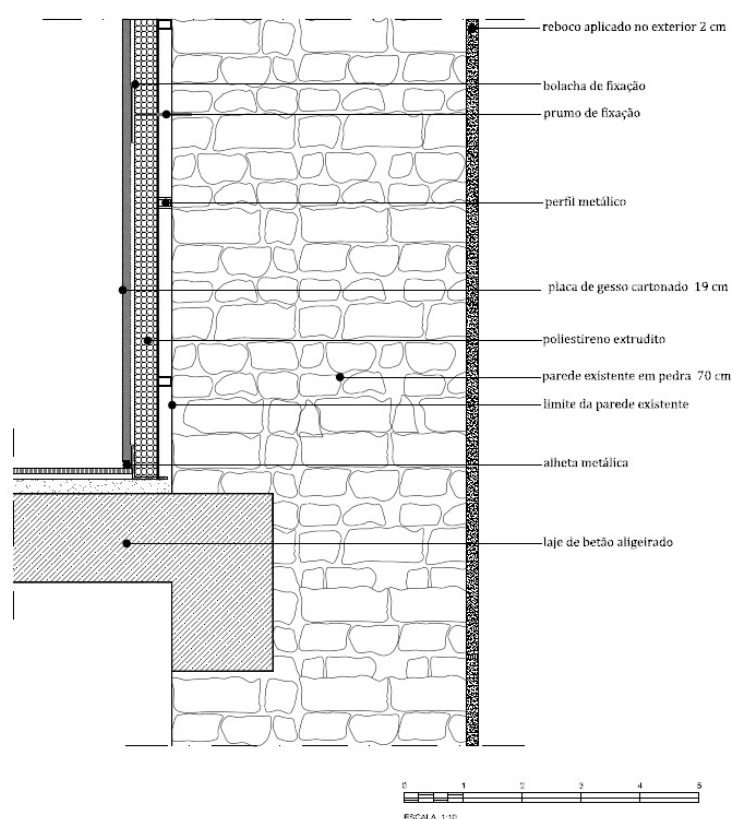 reboco aplicado no exterior 2 cm
bolacha de fixação
prumo de fixação
perfil metálico
placa de gesso cartonado 19 cm
poliestireno extrudito
parede existente em pedra 70 cm
limite da parede existente
alheta metálica
laje de betão aligeirado
0 1 2 3 4 5
ESCALA 1:10